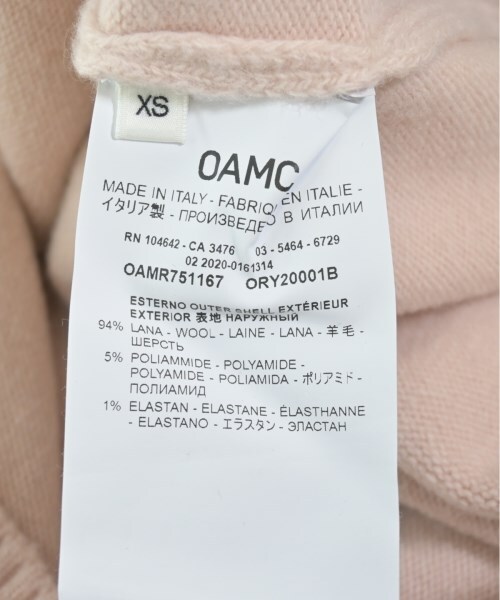 XS
OAMC
MADE IN ITALY - FABRIQ EN ITALIE -
イタリア製 - ПРОИЗВЕДЕ В ИТАЛИИ
RN 104642 - CA 3476 03 - 5464 - 6729
02 2020-0161314
OAMR751167 ORY20001B
ESTERNO OUTER SHELL EXTÉRIEUR
EXTERIOR 表地 НАРУЖНЫЙ
94% LANA - WOOL - LAINE - LANA - 羊毛 -
ШЕРСТЬ
5% POLIAMMIDE - POLYAMIDE -
POLYAMIDE - POLIAMIDA - ポリアミド -
ПОЛИАМИД
1% ELASTAN - ELASTANE - ÉLASTHANNE
- ELASTANO - エラスタン - ЭЛАСТАН